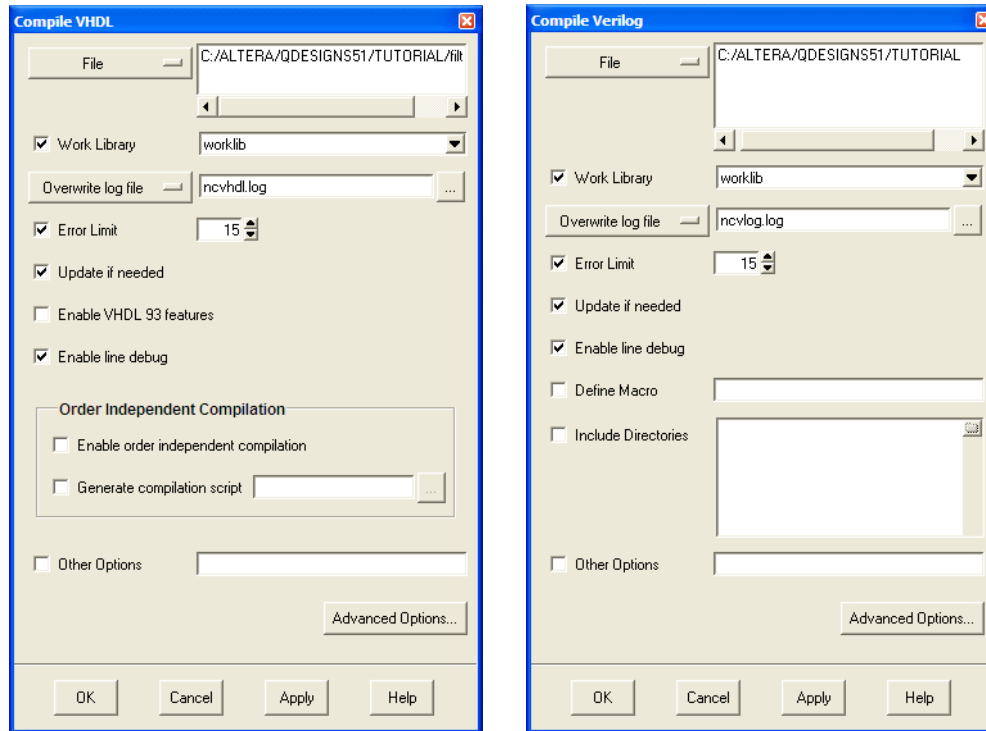 Compile VHDL
File
C:/ALTERA/QDESIGNS51/TUTORIAL/filt
Work Library
worklib
Overwrite log file
ncvhdl.log
...
Error Limit
15
Update if needed
Enable VHDL 93 features
Enable line debug
Order Independent Compilation
Enable order independent compilation
Generate compilation script
...
Other Options
Advanced Options...
OK
Cancel
Apply
Help
Compile Verilog
File
C:/ALTERA/QDESIGNS51/TUTORIAL
Work Library
worklib
Overwrite log file
ncvlog.log
...
Error Limit
15
Update if needed
Enable line debug
Define Macro
Include Directories
Other Options
Advanced Options...
OK
Cancel
Apply
Help